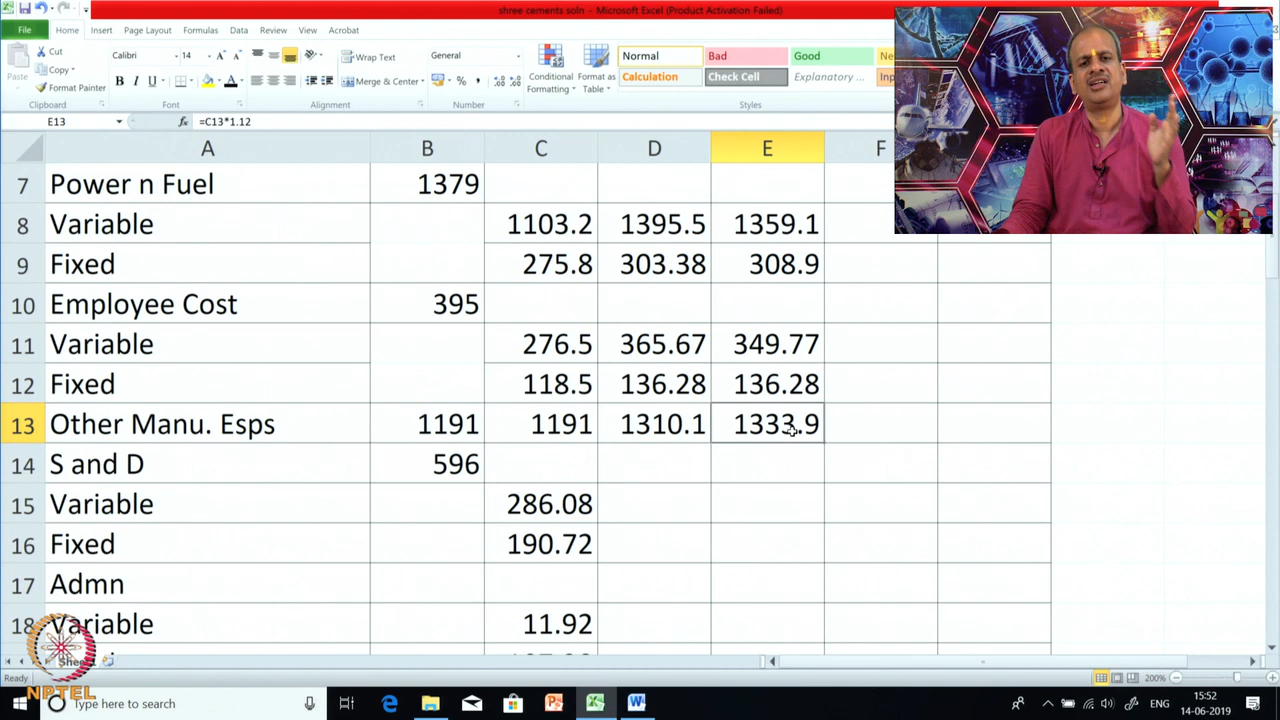 shree cements soln - Microsoft Excel (Product Activation Failed)
File Home Insert Page Layout Formulas Data Review View Acrobat
Cut
Copy
Format Painter
Paste
Clipboard
Calibri 14
B I U
Font
Wrap Text
Merge & Center
Alignment
General
Number
Conditional Formatting
Format as Table
Normal Bad Good
Calculation Check Cell Explanatory ...
Styles
E13 fx =C13*1.12
A B C D E F
7 Power n Fuel 1379
8 Variable 1103.2 1395.5 1359.1
9 Fixed 275.8 303.38 308.9
10 Employee Cost 395
11 Variable 276.5 365.67 349.77
12 Fixed 118.5 136.28 136.28
13 Other Manu. Esps 1191 1191 1310.1 1333.9
14 S and D 596
15 Variable 286.08
16 Fixed 190.72
17 Admn
18 Variable 11.92
Ready 200%
NPTEL
Type here to search
ENG
15:52
14-06-2019